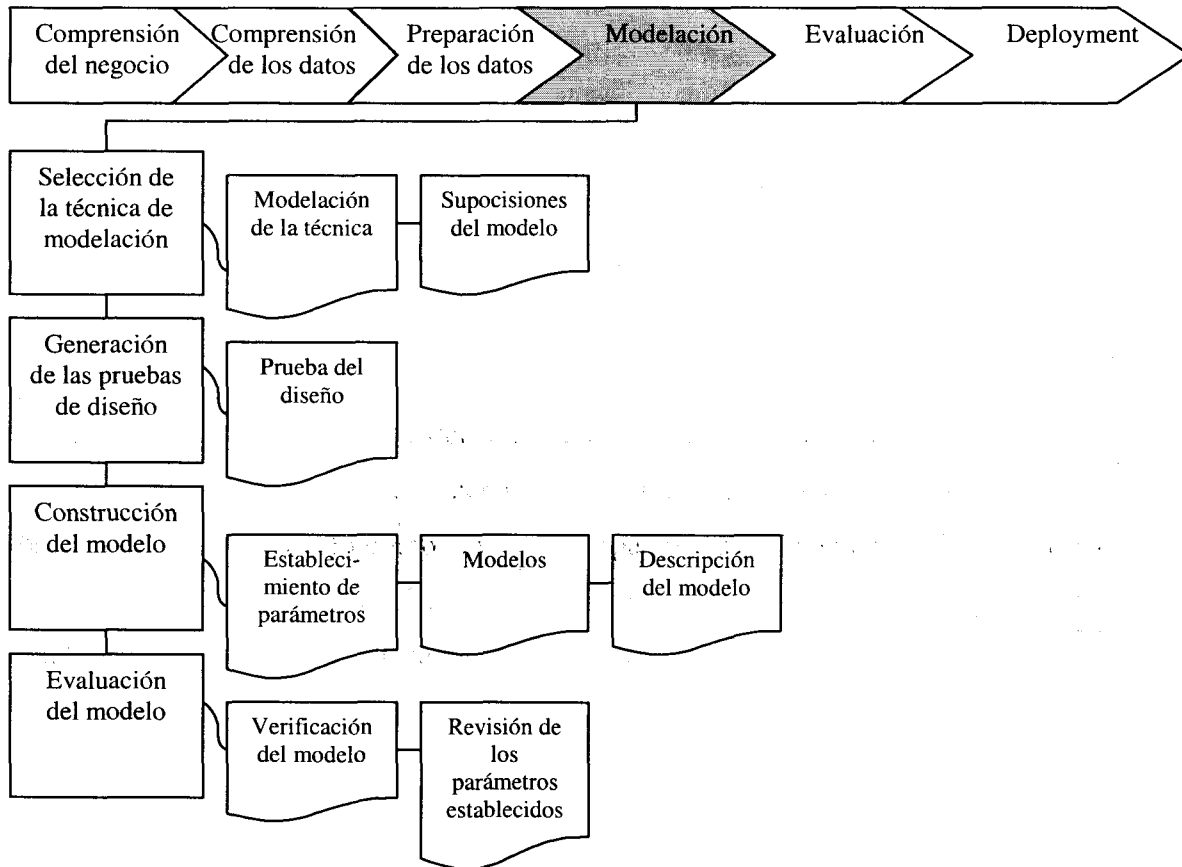 Comprensión
del negocio
Comprensión
de los datos
Preparación
de los datos
Modelación
Evaluación
Deployment
Selección de
la técnica de
modelación
Modelación
de la técnica
Supocisiones
del modelo
Generación
de las pruebas
de diseño
Prueba del
diseño
Construcción
del modelo
Estableci-
miento de
parámetros
Modelos
Descripción
del modelo
Evaluación
del modelo
Verificación
del modelo
Revisión de
los
parámetros
establecidos